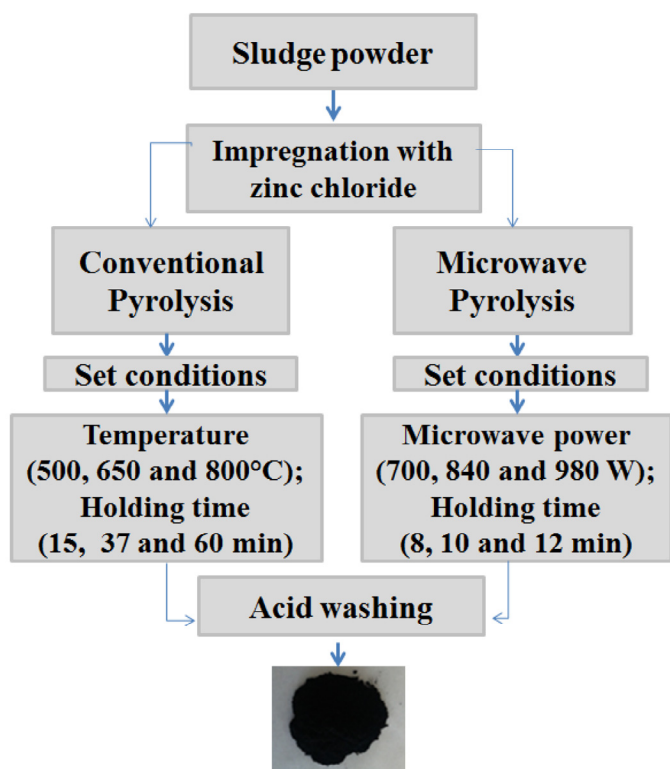 Sludge powder
Impregnation with
zinc chloride
Conventional
Pyrolysis
Set conditions
Temperature
(500, 650 and 800°C);
Holding time
(15, 37 and 60 min)
Microwave
Pyrolysis
Set conditions
Microwave power
(700, 840 and 980 W);
Holding time
(8, 10 and 12 min)
Acid washing